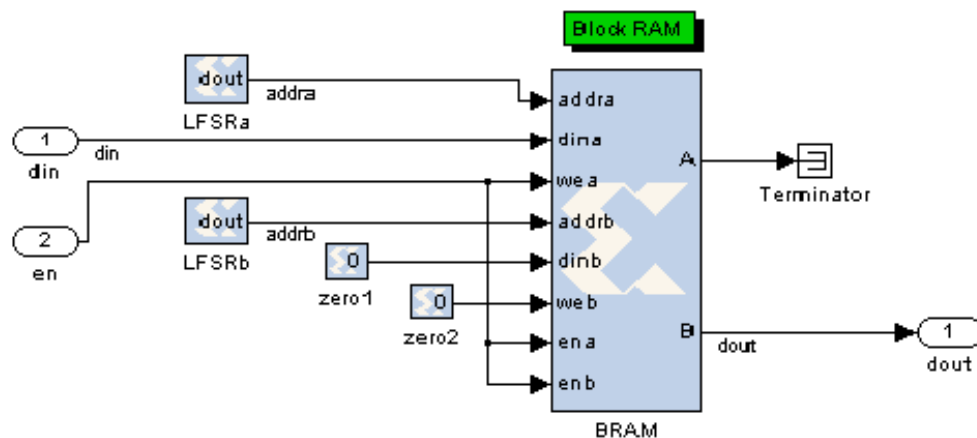 Block RAM
dout
addra
LFSRa
1
din
din
2
en
dout
addrb
LFSRb
0
zero1
0
zero2
addra
dina
wea
addrb
dinb
web
ena
enb
A
B
BRAM
Terminator
dout
1
dout